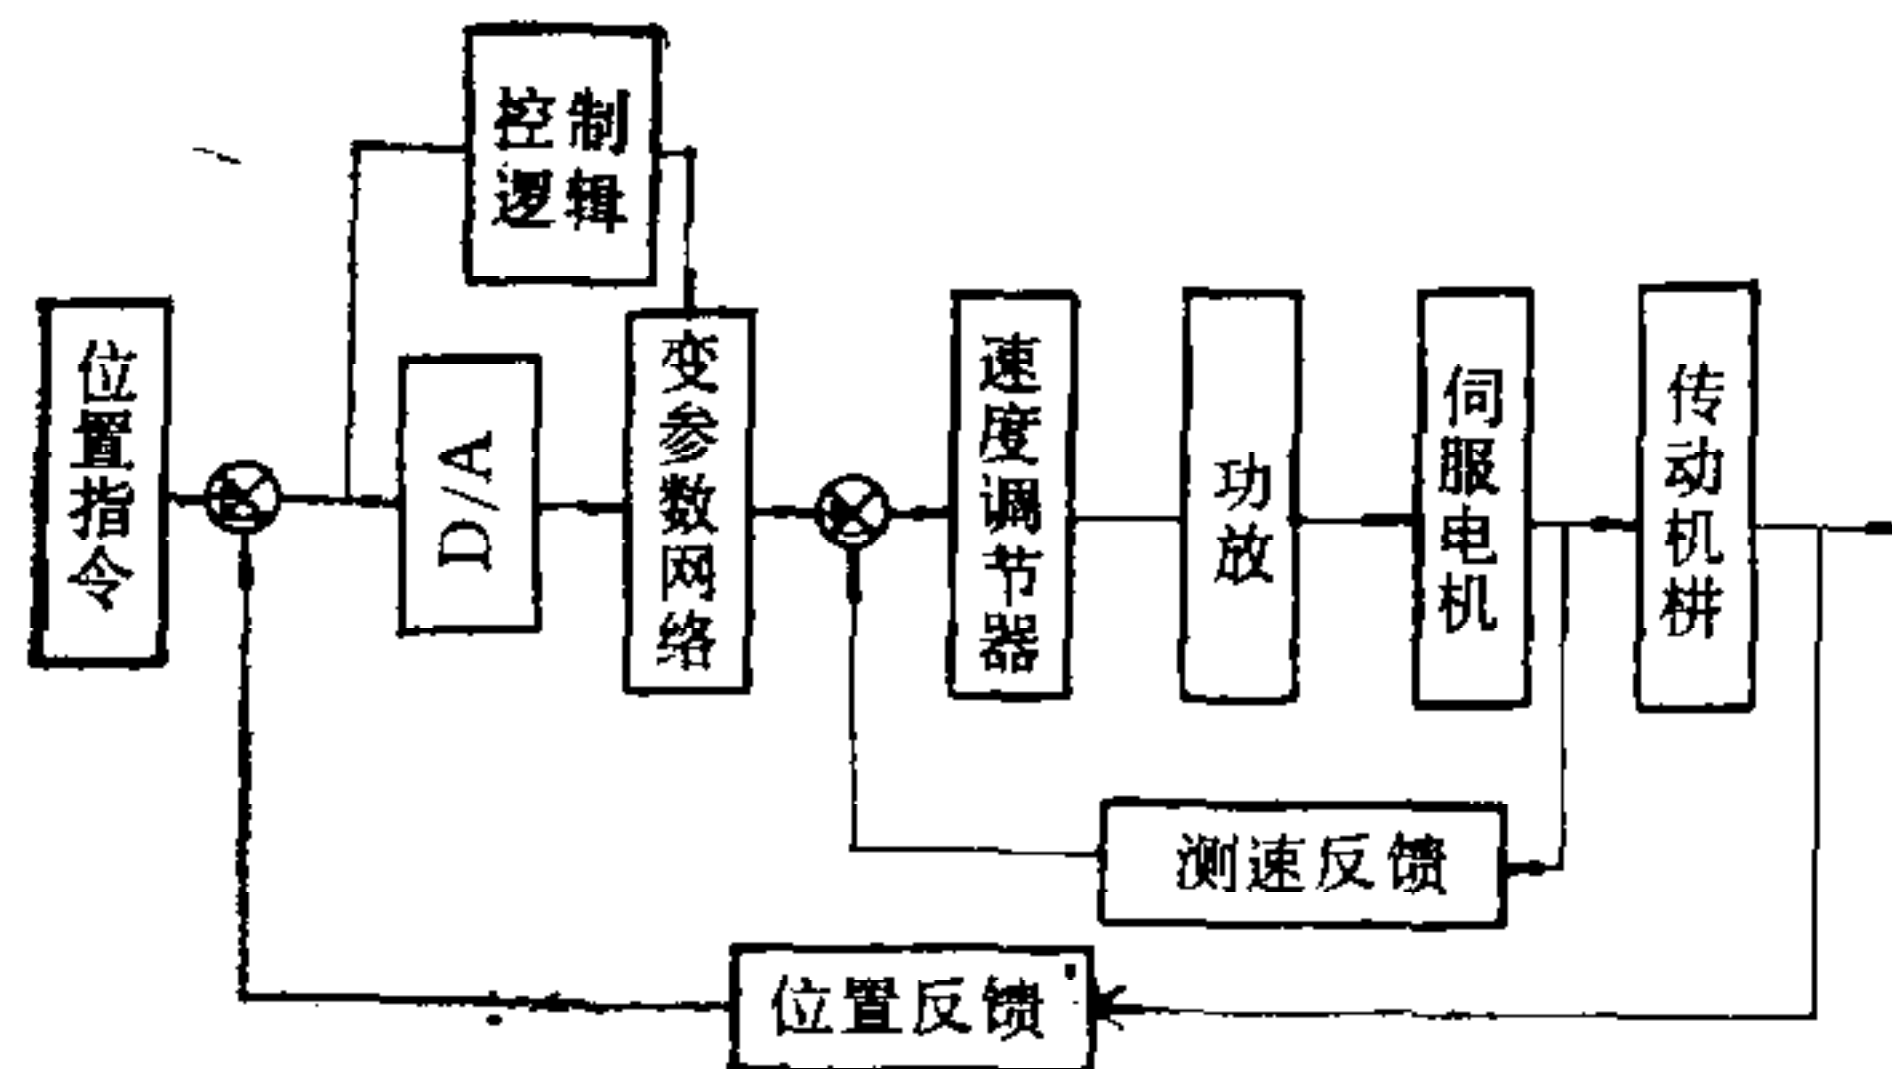 控制
逻辑
位置指令
D/A
变参数网络
速度调节器
功放
伺服电机
传动机耕
测速反馈
位置反馈